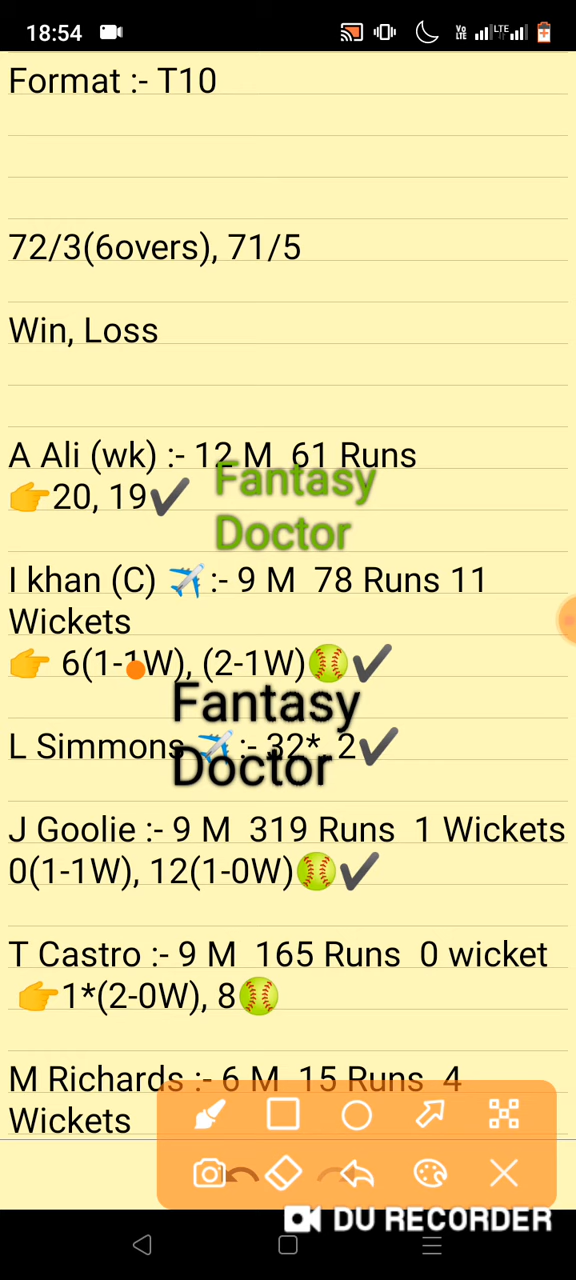 18:54
Vo LTE LTE
Format :- T10
72/3(6overs), 71/5
Win, Loss
A Ali (wk) :- 12 M 61 Runs
👉20, 19✔
Fantasy
Doctor
I khan (C) ✈ :- 9 M 78 Runs 11
Wickets
👉 6(1-1W), (2-1W)🥎✔
Fantasy
L Simmons ✈ :- 32*, 2✔
Doctor
J Goolie :- 9 M 319 Runs 1 Wickets
0(1-1W), 12(1-0W)🥎✔
T Castro :- 9 M 165 Runs 0 wicket
👉1*(2-0W), 8🥎
M Richards :- 6 M 15 Runs 4
Wickets
DU RECORDER